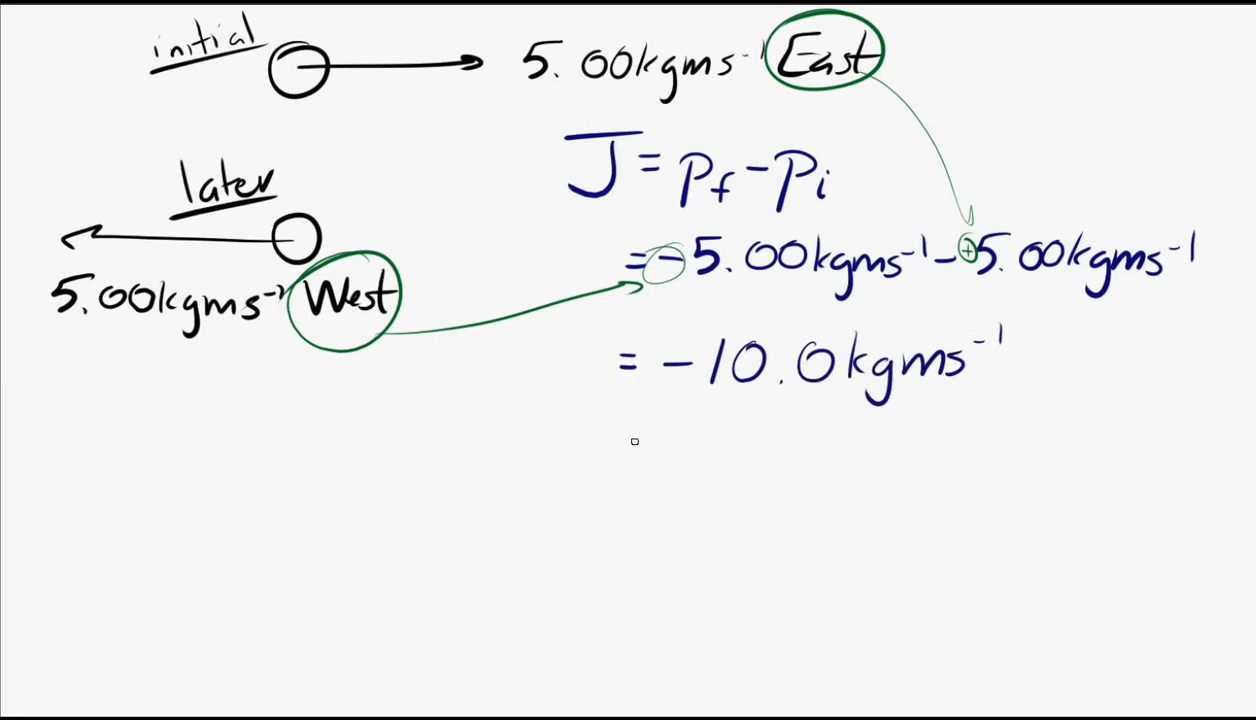 initial
5.00kgms⁻¹ East
J = pf - pi
later
= -5.00kgms⁻¹ - +5.00kgms⁻¹
5.00kgms⁻¹ West
= -10.0kgms⁻¹